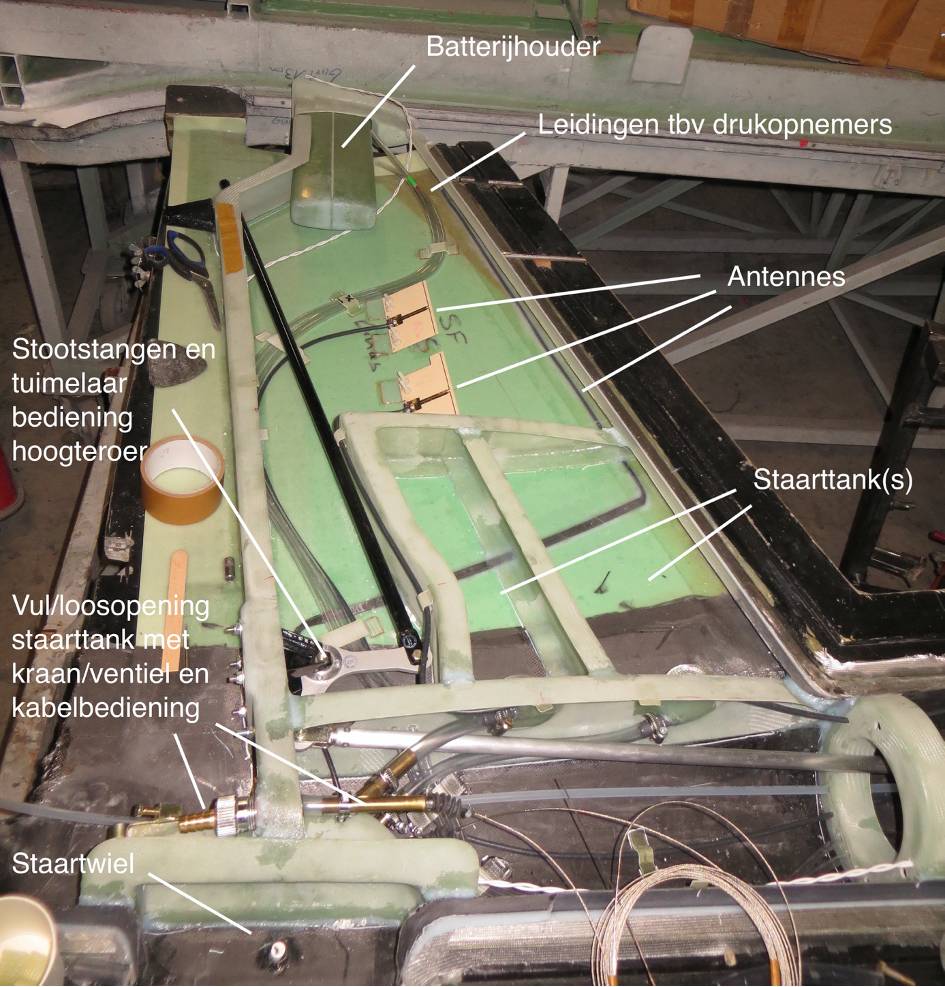 Batterijhouder
Leidingen tbv drukopnemers
Antennes
SF
Stootstangen en
tuimelaar
bediening
hoogteroer
Staarttank(s)
Vul/loosopening
staarttank met
kraan/ventiel en
kabelbediening
Staartwiel